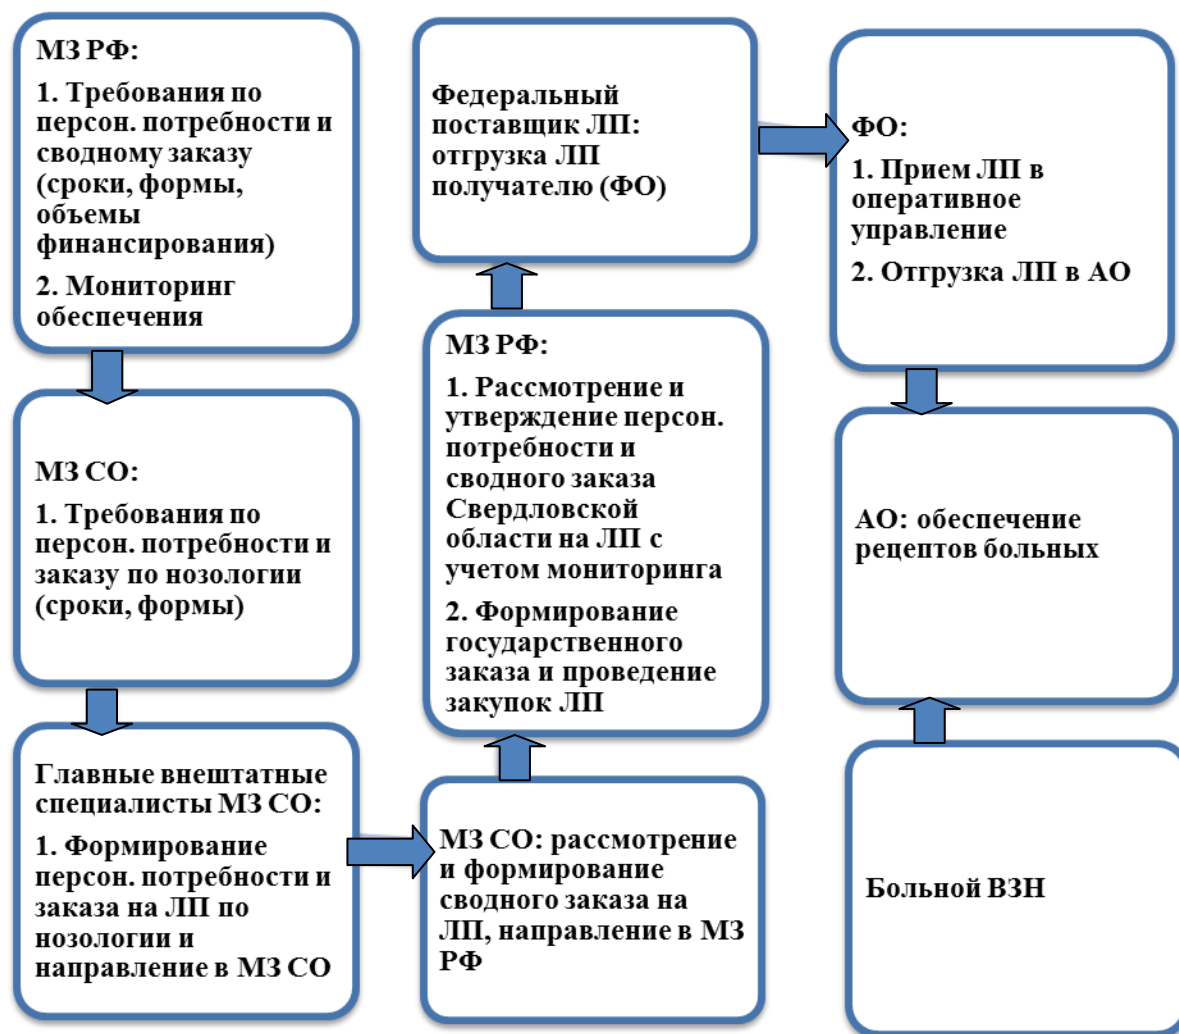 МЗ РФ:
1. Требования по
персон. потребности и
сводному заказу
(сроки, формы,
объемы
финансирования)
2. Мониторинг
обеспечения
МЗ СО:
1. Требования по
персон. потребности и
заказу по нозологии
(сроки, формы)
Главные внештатные
специалисты МЗ СО:
1. Формирование
персон. потребности и
заказа на ЛП по
нозологии и
направление в МЗ СО
МЗ СО: рассмотрение
и формирование
сводного заказа на
ЛП, направление в МЗ
РФ
МЗ РФ:
1. Рассмотрение и
утверждение персон.
потребности и
сводного заказа
Свердловской
области на ЛП с
учетом мониторинга
2. Формирование
государственного
заказа и проведение
закупок ЛП
Федеральный
поставщик ЛП:
отгрузка ЛП
получателю (ФО)
ФО:
1. Прием ЛП в
оперативное
управление
2. Отгрузка ЛП в АО
АО: обеспечение
рецептов больных
Больной ВЗН